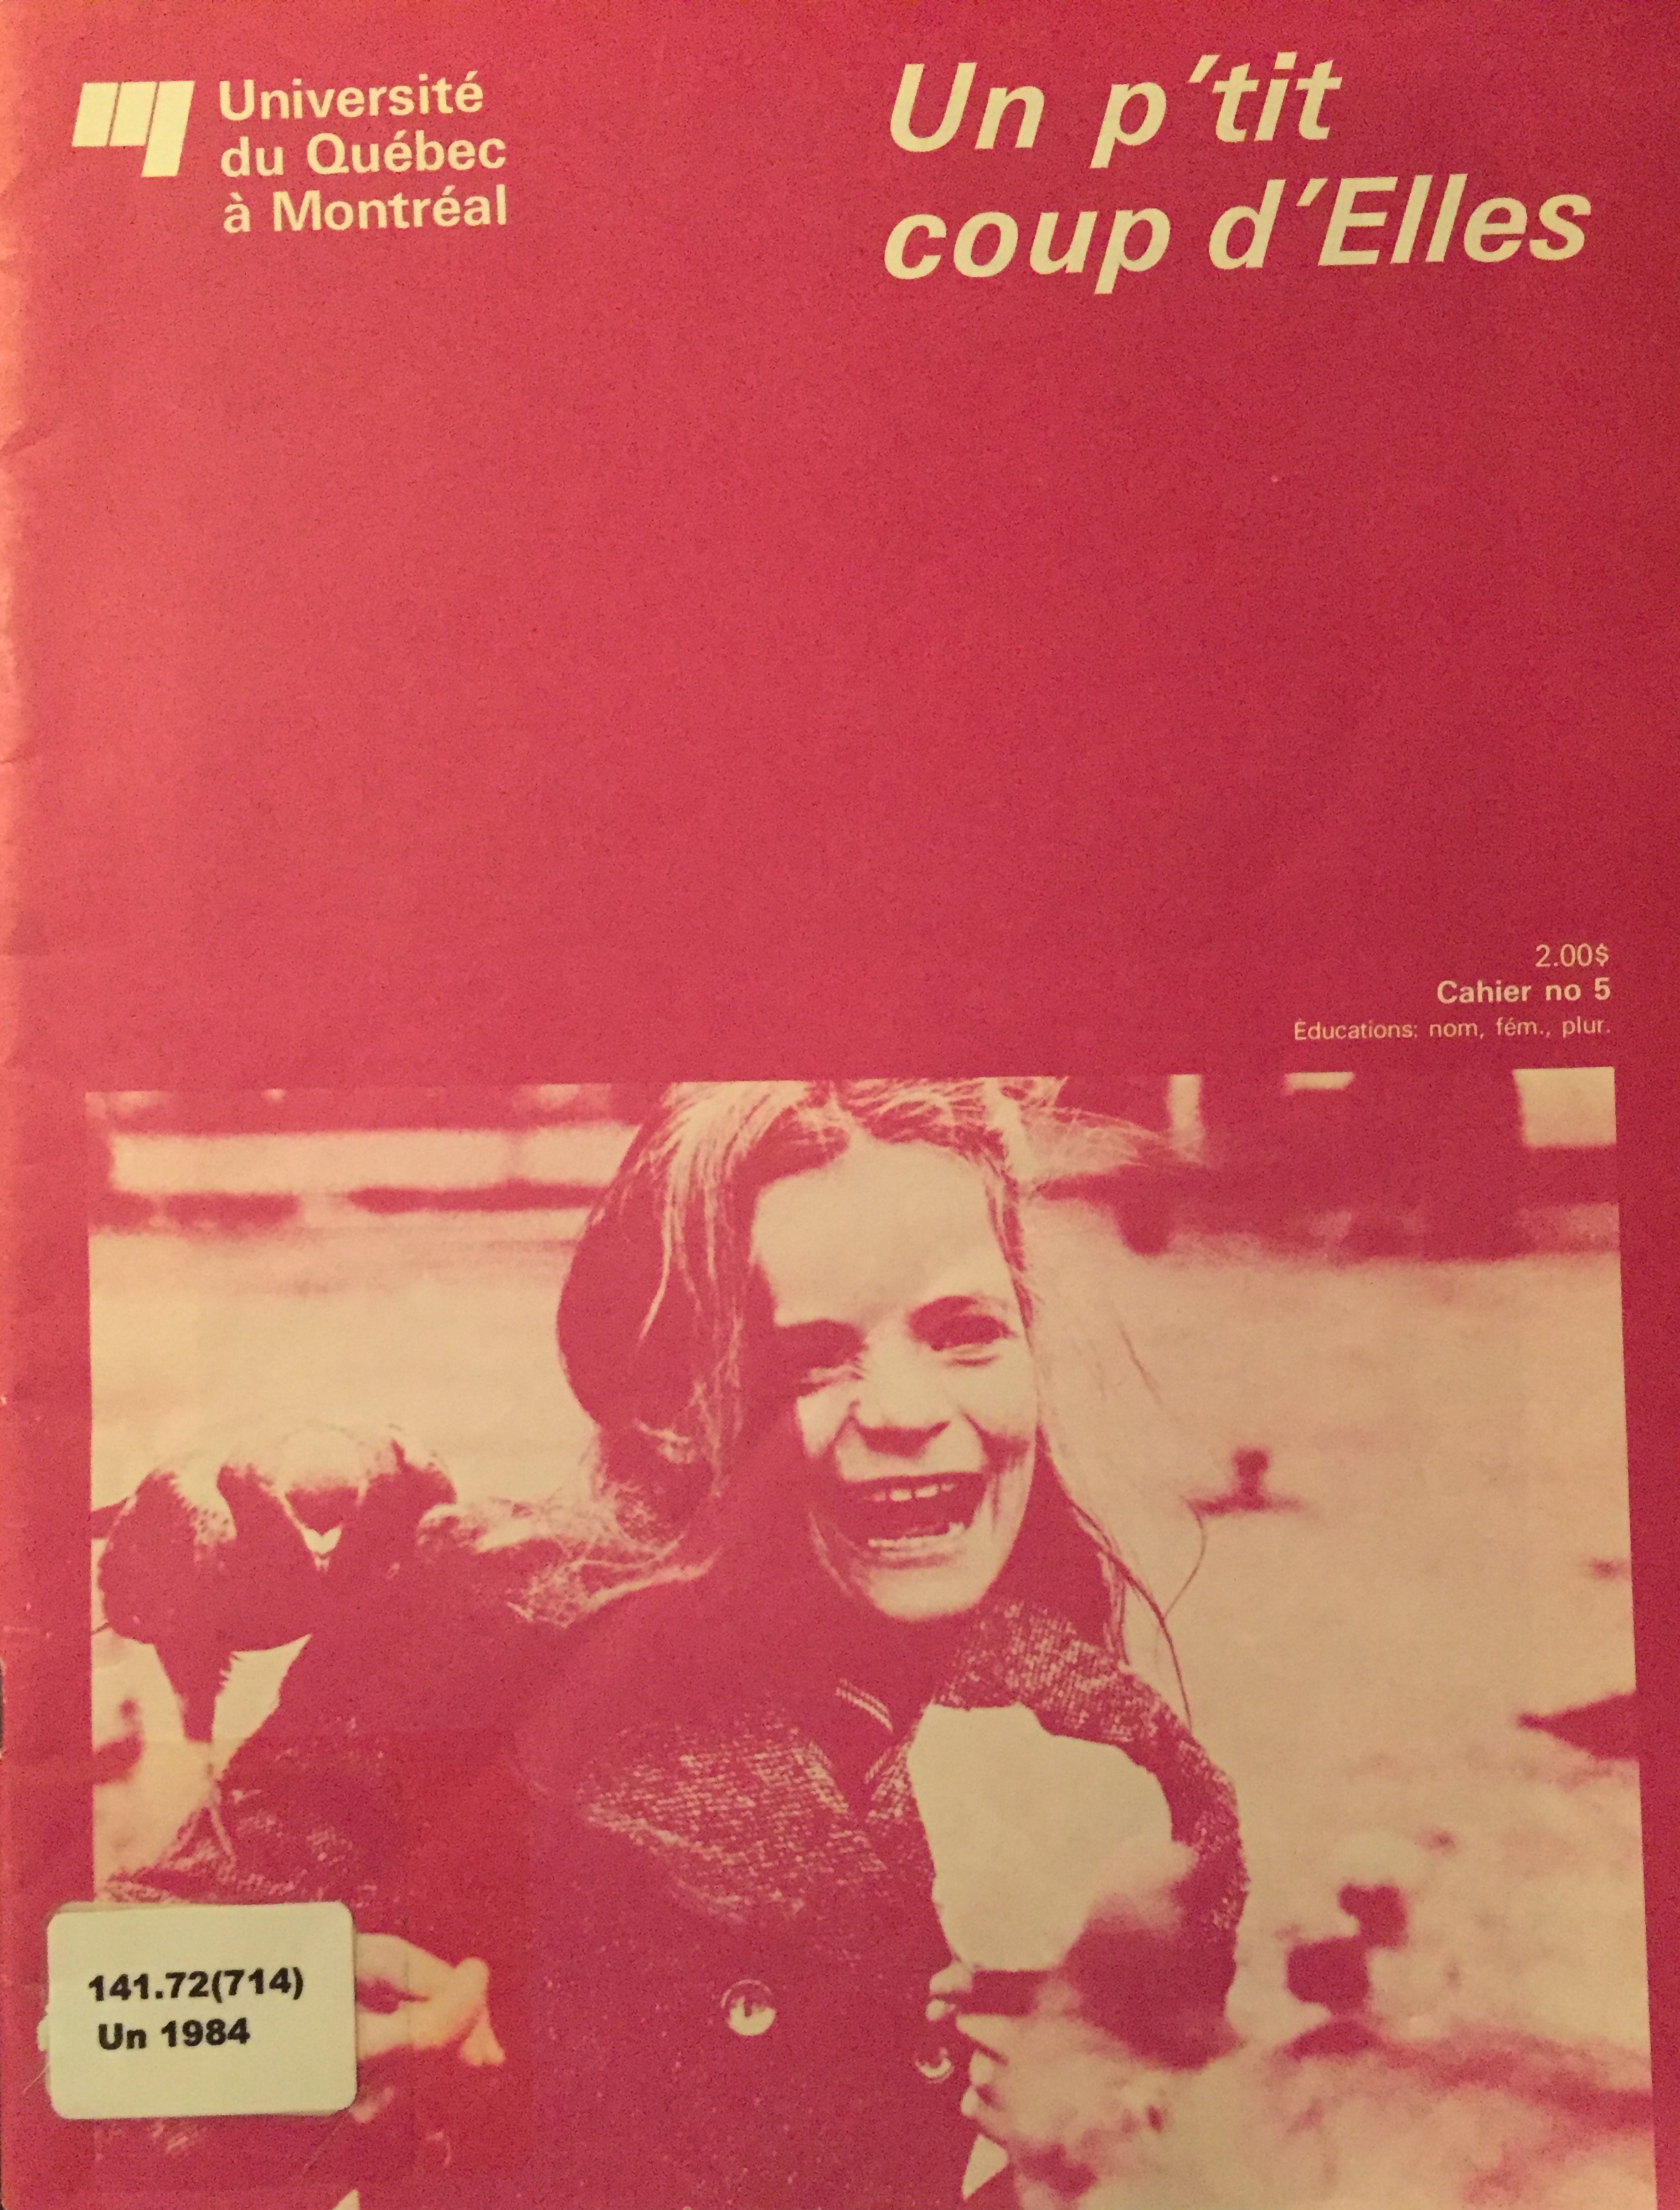 Université
du Québec
à Montréal
Un p'tit
coup d'Elles
2.00$
Cahier no 5
Éducations: nom, fém., plur.
141.72(714)
Un 1984